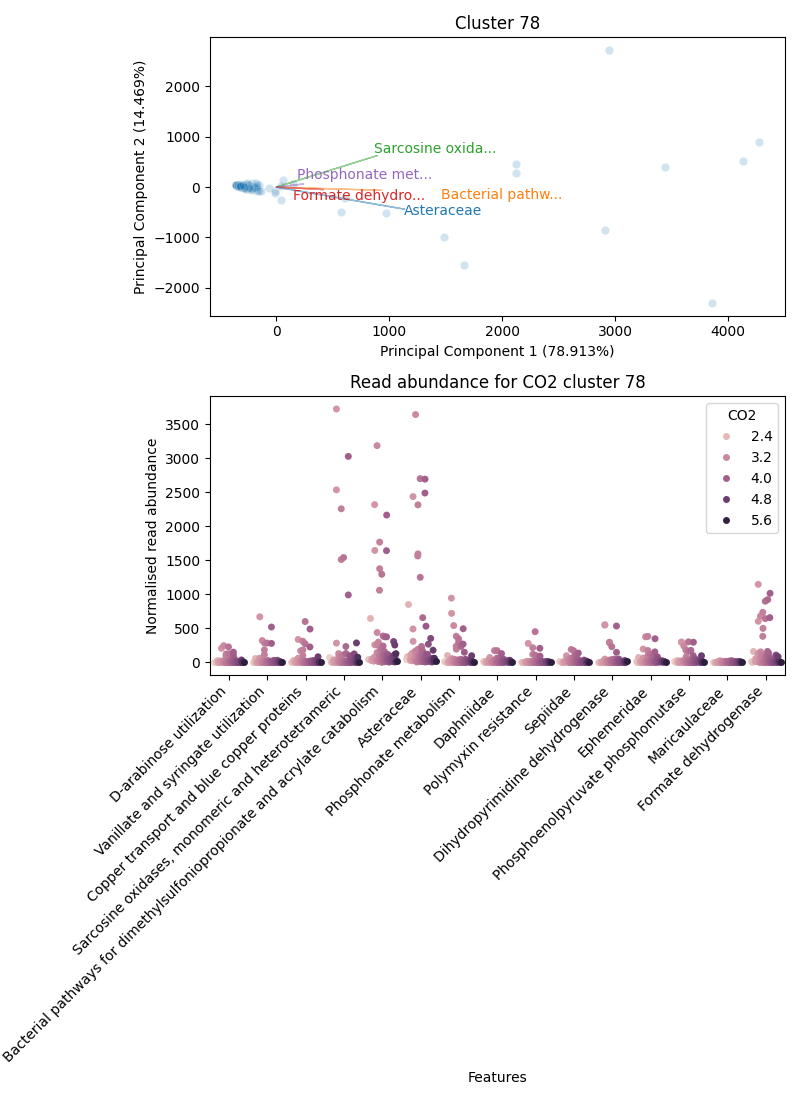 Cluster 78
Principal Component 2 (14.469%)
2000
1000
0
−1000
−2000
Sarcosine oxida...
Phosphonate met...
Formate dehydro...
Bacterial pathw...
Asteraceae
0
1000
2000
3000
4000
Principal Component 1 (78.913%)
Read abundance for CO2 cluster 78
Normalised read abundance
3500
3000
2500
2000
1500
1000
500
0
CO2
2.4
3.2
4.0
4.8
5.6
D-arabinose utilization
Vanillate and syringate utilization
Copper transport and blue copper proteins
Sarcosine oxidases, monomeric and heterotetrameric
Bacterial pathways for dimethylsulfoniopropionate and acrylate catabolism
Asteraceae
Phosphonate metabolism
Daphniidae
Polymyxin resistance
Sepiidae
Dihydropyrimidine dehydrogenase
Ephemeridae
Phosphoenolpyruvate phosphomutase
Maricaulaceae
Formate dehydrogenase
Features